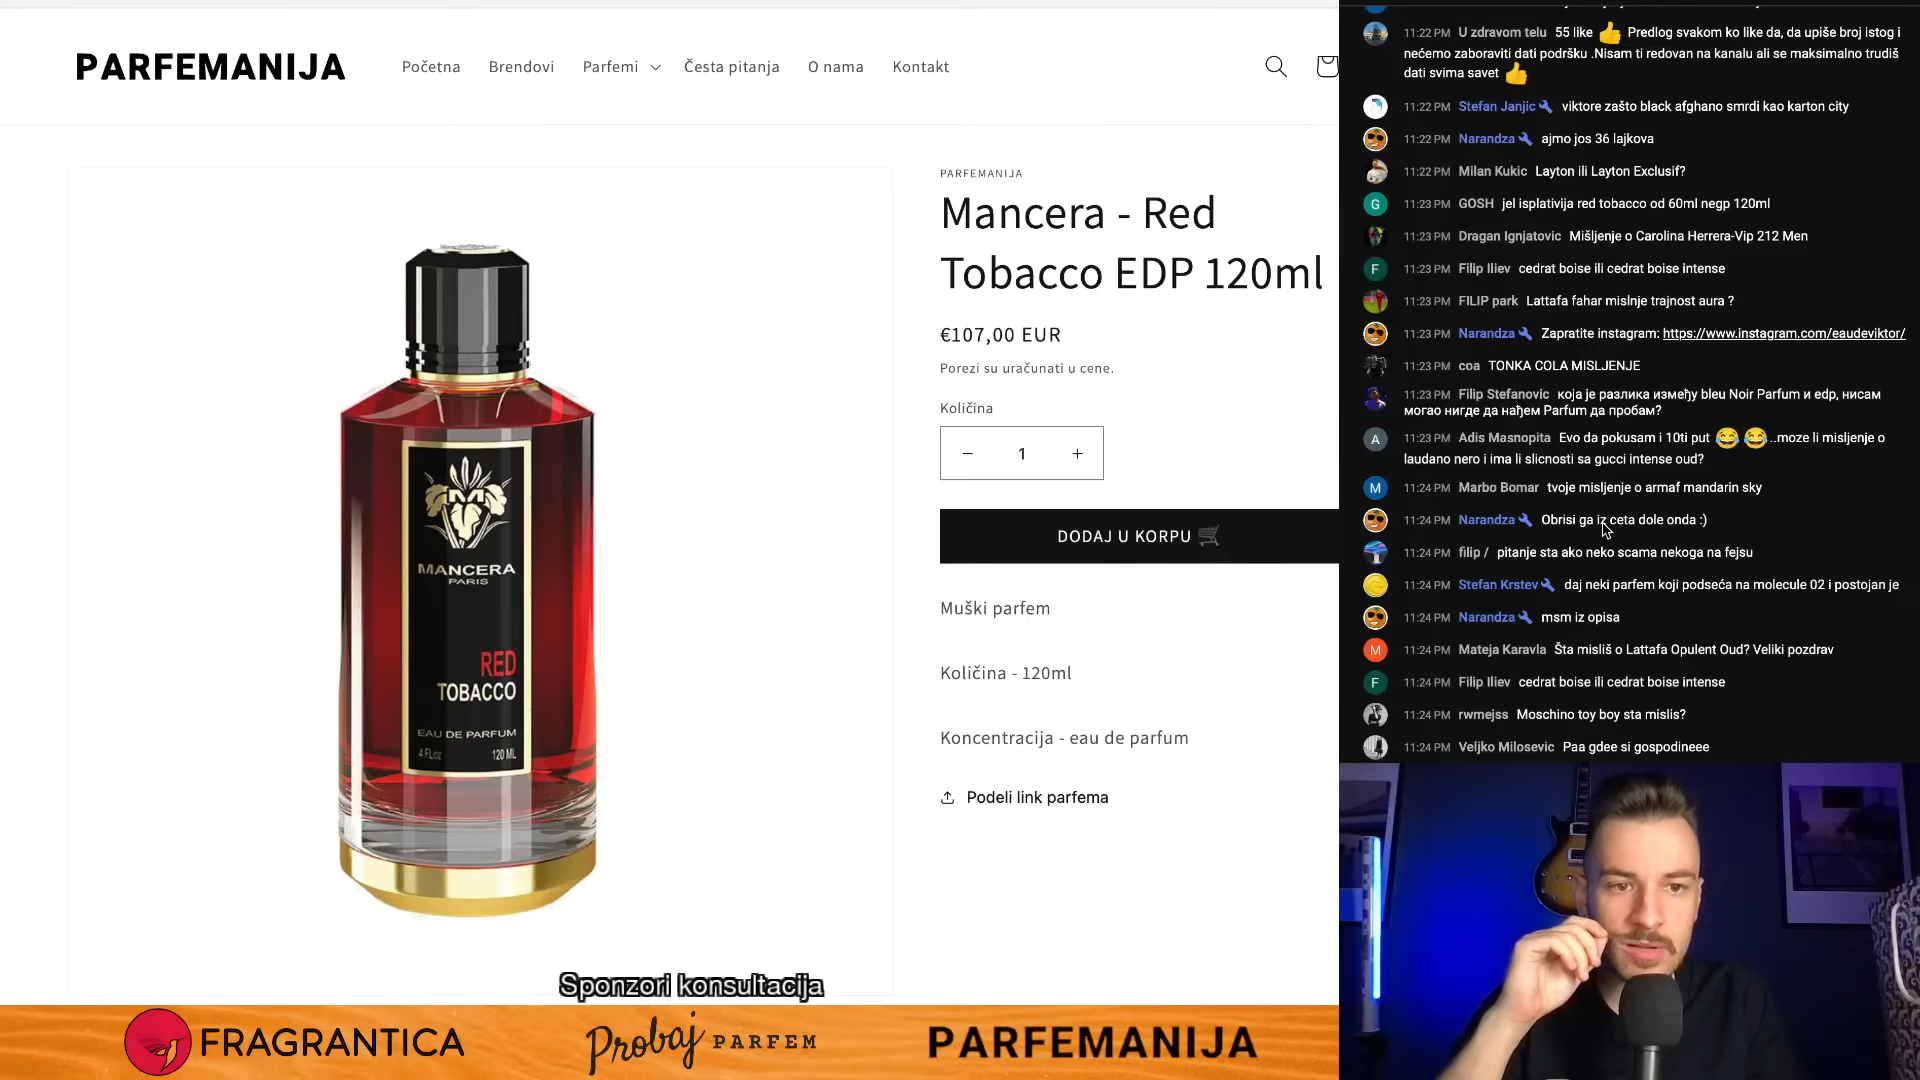 PARFEMANIJA
Početna
Brendovi
Parfemi
Česta pitanja
O nama
Kontakt
PARFEMANIJA
Mancera - Red
Tobacco EDP 120ml
€107,00 EUR
Porezi su uračunati u cene.
Količina
− 1 +
DODAJ U KORPU 🛒
Muški parfem
Količina - 120ml
Koncentracija - eau de parfum
Podeli link parfema
MANCERA
PARIS
RED
TOBACCO
EAU DE PARFUM
4 FLoz 120 ML
Sponzori konsultacija
FRAGRANTICA
Probaj PARFEM
PARFEMANIJA
11:22 PM U zdravom telu 55 like 👍 Predlog svakom ko like da, da upiše broj istog i
nećemo zaboraviti dati podršku .Nisam ti redovan na kanalu ali se maksimalno trudiš
dati svima savet 👍
11:22 PM Stefan Janjic viktore zašto black afghano smrdi kao karton city
11:22 PM Narandza ajmo jos 36 lajkova
11:22 PM Milan Kukic Layton ili Layton Exclusif?
G 11:23 PM GOSH jel isplativija red tobacco od 60ml negp 120ml
11:23 PM Dragan Ignjatovic Mišljenje o Carolina Herrera-Vip 212 Men
F 11:23 PM Filip Iliev cedrat boise ili cedrat boise intense
11:23 PM FILIP park Lattafa fahar mislnje trajnost aura ?
11:23 PM Narandza Zapratite instagram: https://www.instagram.com/eaudeviktor/
11:23 PM coa TONKA COLA MISLJENJE
11:23 PM Filip Stefanovic која је разлика између bleu Noir Parfum и edp, нисам
могао нигде да нађем Parfum да пробам?
A 11:23 PM Adis Masnopita Evo da pokusam i 10ti put 😂 😂 ..moze li misljenje o
laudano nero i ima li slicnosti sa gucci intense oud?
M 11:24 PM Marbo Bomar tvoje misljenje o armaf mandarin sky
11:24 PM Narandza Obrisi ga iz ceta dole onda :)
11:24 PM filip / pitanje sta ako neko scama nekoga na fejsu
11:24 PM Stefan Krstev daj neki parfem koji podseća na molecule 02 i postojan je
11:24 PM Narandza msm iz opisa
M 11:24 PM Mateja Karavla Šta misliš o Lattafa Opulent Oud? Veliki pozdrav
F 11:24 PM Filip Iliev cedrat boise ili cedrat boise intense
11:24 PM rwmejss Moschino toy boy sta mislis?
11:24 PM Veljko Milosevic Paa gdee si gospodineee